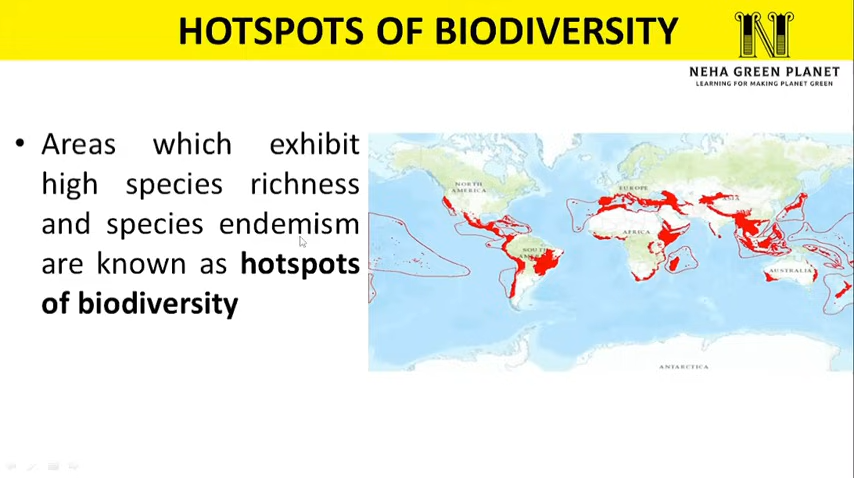 HOTSPOTS OF BIODIVERSITY
N
NEHA GREEN PLANET
LEARNING FOR MAKING PLANET GREEN
• Areas which exhibit
high species richness
and species endemism
are known as hotspots
of biodiversity
NORTH
AMERICA
EUROPE
ASIA
AFRICA
SOUTH
AMERICA
AUSTRALIA
ANTARCTICA